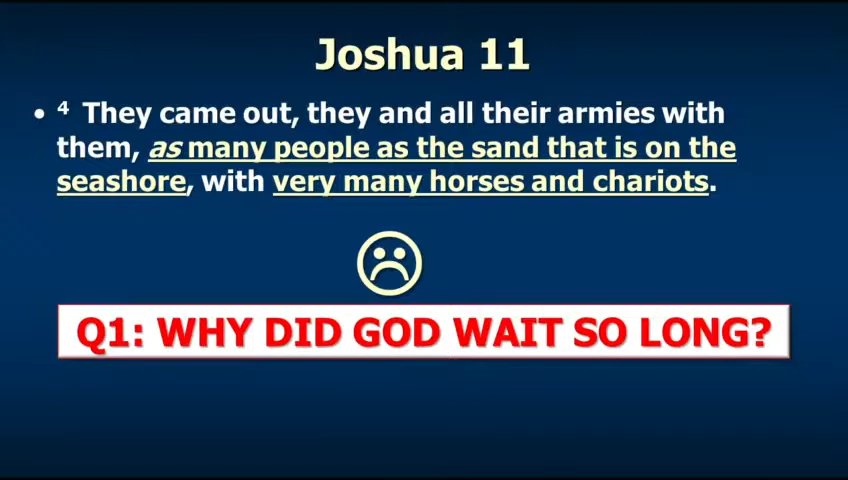 Joshua 11
• 4 They came out, they and all their armies with
them, as many people as the sand that is on the
seashore, with very many horses and chariots.
☹
Q1: WHY DID GOD WAIT SO LONG?